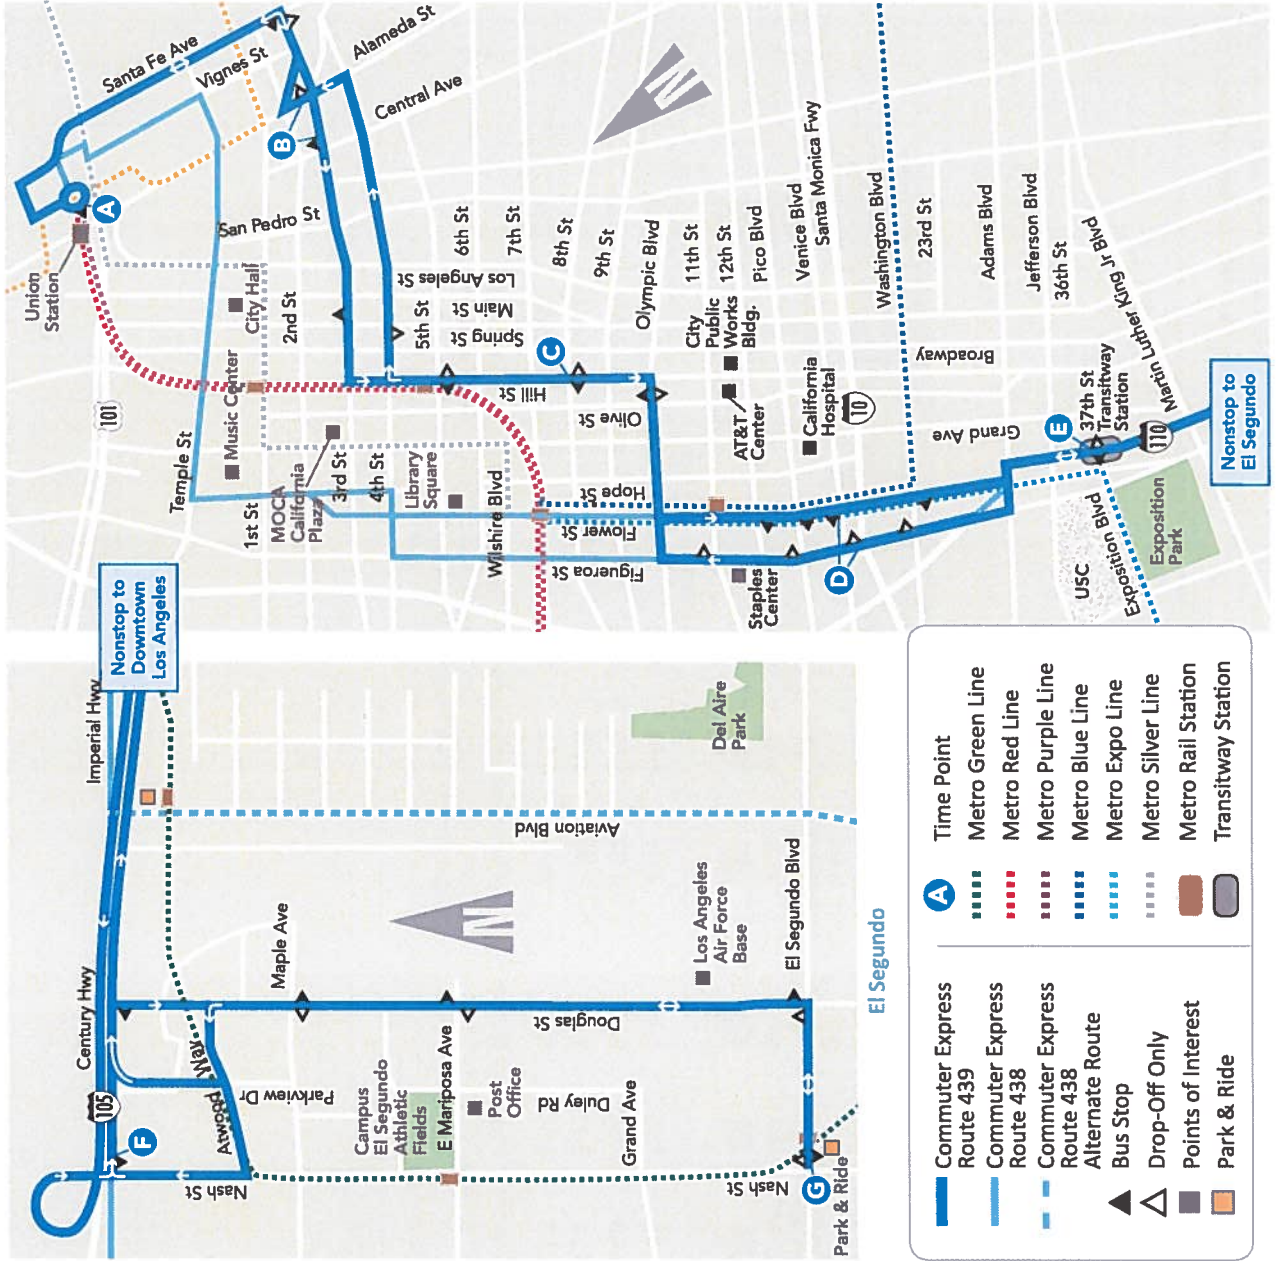 Santa Fe Ave
Vignes St
Alameda St
Central Ave
B
A
San Pedro St
Union
Station
City Hall
2nd St
Los Angeles St
Main St
Spring St
5th St
6th St
7th St
8th St
9th St
Olympic Blvd
11th St
12th St
Pico Blvd
Venice Blvd
Santa Monica Fwy
Washington Blvd
23rd St
Adams Blvd
Jefferson Blvd
36th St
Martin Luther King Jr Blvd
N
101
Music Center
Temple St
1st St
MOCA
California
Plaza
3rd St
4th St
Library
Square
Wilshire Blvd
Hill St
Olive St
C
City
Public
Works
Bldg.
AT&T
Center
California
Hospital
10
Broadway
Grand Ave
E
37th St
Transitway
Station
110
Nonstop to
El Segundo
Hope St
Flower St
Figueroa St
Staples
Center
D
USC
Exposition Blvd
Exposition
Park
Nonstop to
Downtown
Los Angeles
Imperial Hwy
Century Hwy
105
F
Atwood Way
Nash St
Parkview Dr
Maple Ave
N
Aviation Blvd
Del Aire
Park
Los Angeles
Air Force
Base
El Segundo Blvd
Douglas St
Campus
El Segundo
Athletic
Fields
E Mariposa Ave
Post
Office
Duley Rd
Grand Ave
Nash St
G
Park & Ride
El Segundo
Commuter Express
Route 439
Commuter Express
Route 438
Commuter Express
Route 438
Alternate Route
Bus Stop
Drop-Off Only
Points of Interest
Park & Ride
A
Time Point
Metro Green Line
Metro Red Line
Metro Purple Line
Metro Blue Line
Metro Expo Line
Metro Silver Line
Metro Rail Station
Transitway Station